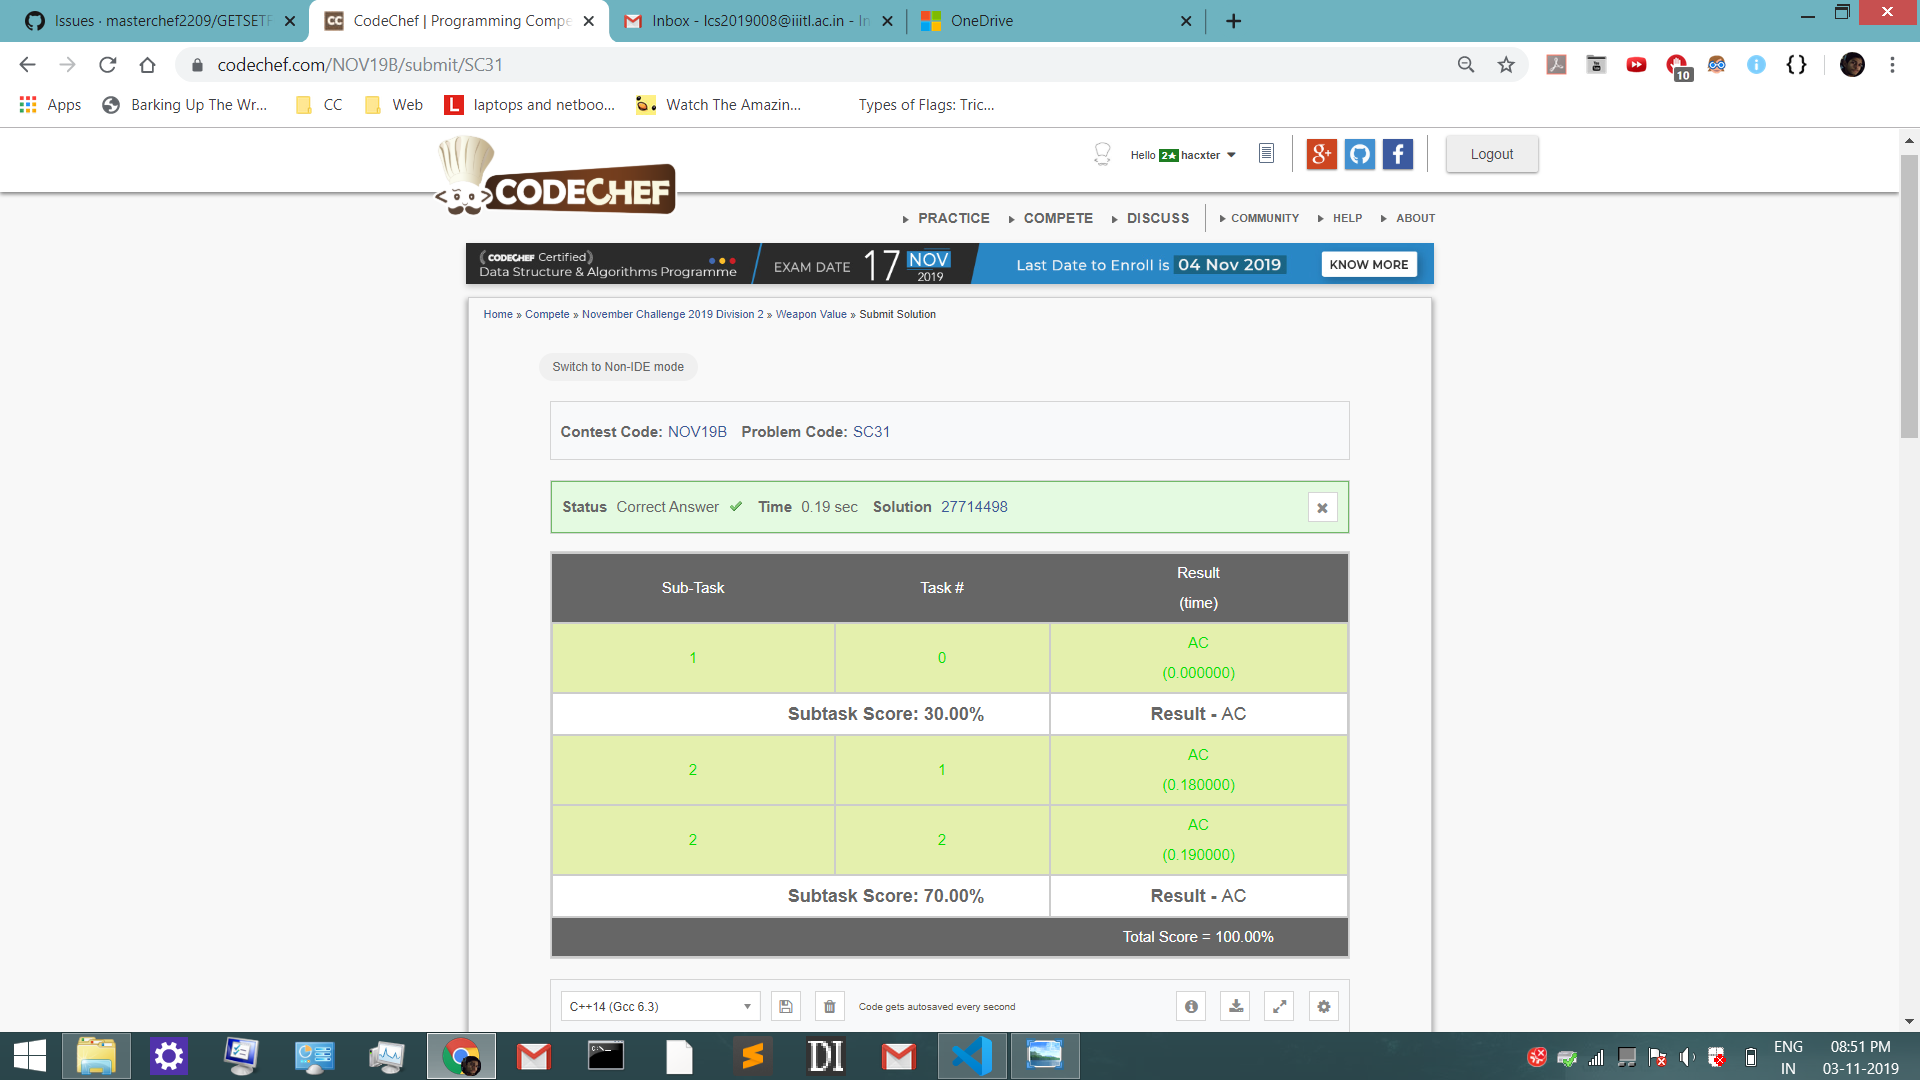 Issues · masterchef2209/GETSETF
CodeChef | Programming Compe
Inbox - lcs2019008@iiitl.ac.in - In
OneDrive
codechef.com/NOV19B/submit/SC31
10
Apps
Barking Up The Wr...
CC
Web
L laptops and netboo...
Watch The Amazin...
Types of Flags: Tric...
CODECHEF
Hello 2★ hacxter
g+
f
Logout
PRACTICE
COMPETE
DISCUSS
COMMUNITY
HELP
ABOUT
CODECHEF Certified
Data Structure & Algorithms Programme
EXAM DATE 17 NOV 2019
Last Date to Enroll is 04 Nov 2019
KNOW MORE
Home » Compete » November Challenge 2019 Division 2 » Weapon Value » Submit Solution
Switch to Non-IDE mode
Contest Code: NOV19B Problem Code: SC31
Status Correct Answer ✔ Time 0.19 sec Solution 27714498
Sub-Task Task # Result
(time)
1 0 AC
(0.000000)
Subtask Score: 30.00% Result - AC
2 1 AC
(0.180000)
2 2 AC
(0.190000)
Subtask Score: 70.00% Result - AC
Total Score = 100.00%
C++14 (Gcc 6.3)
Code gets autosaved every second
DI
ENG
IN
08:51 PM
03-11-2019